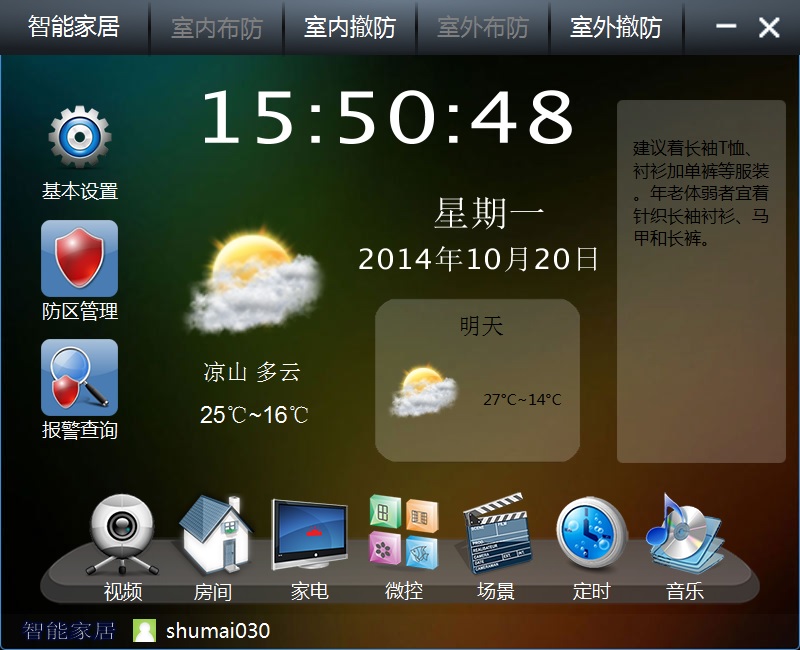 智能家居 室内布防 室内撤防 室外布防 室外撤防
15:50:48
基本设置
防区管理
报警查询
星期一
2014年10月20日
凉山 多云
25℃~16℃
明天
27°C~14°C
建议着长袖T恤、
衬衫加单裤等服装
。年老体弱者宜着
针织长袖衬衫、马
甲和长裤。
视频 房间 家电 微控 场景 定时 音乐
智能家居 shumai030